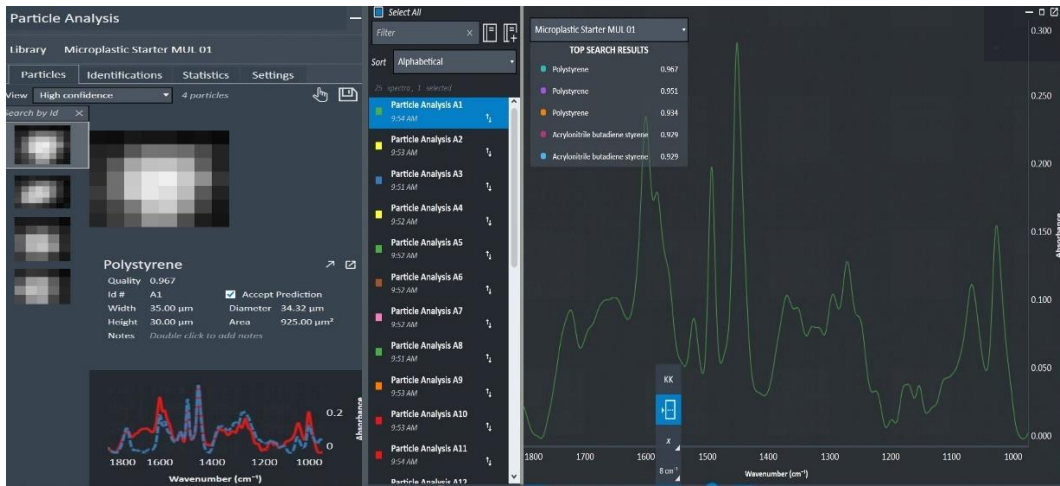 Particle Analysis
Library Microplastic Starter MUL 01
Particles Identifications Statistics Settings
View High confidence 4 particles
Search by Id
Polystyrene
Quality 0.967
Id # A1 Accept Prediction
Width 35.00 µm Diameter 34.32 µm
Height 30.00 µm Area 925.00 µm²
Notes Double click to add notes
0.2
0
Absorbance
1800 1600 1400 1200 1000
Wavenumber (cm⁻¹)
Select All
Filter
Sort Alphabetical
25 spectra, 1 selected
Particle Analysis A1
9:54 AM
Particle Analysis A2
9:53 AM
Particle Analysis A3
9:51 AM
Particle Analysis A4
9:52 AM
Particle Analysis A5
9:52 AM
Particle Analysis A6
9:52 AM
Particle Analysis A7
9:52 AM
Particle Analysis A8
9:51 AM
Particle Analysis A9
9:53 AM
Particle Analysis A10
9:53 AM
Particle Analysis A11
9:54 AM
Particle Analysis A12
Microplastic Starter MUL 01
TOP SEARCH RESULTS
Polystyrene 0.967
Polystyrene 0.951
Polystyrene 0.934
Acrylonitrile butadiene styrene 0.929
Acrylonitrile butadiene styrene 0.929
0.300
0.250
0.200
0.150
0.100
0.050
0.000
Absorbance
KK
x
8 cm⁻¹
1800 1700 1600 1500 1400 1300 1200 1100 1000
Wavenumber (cm⁻¹)